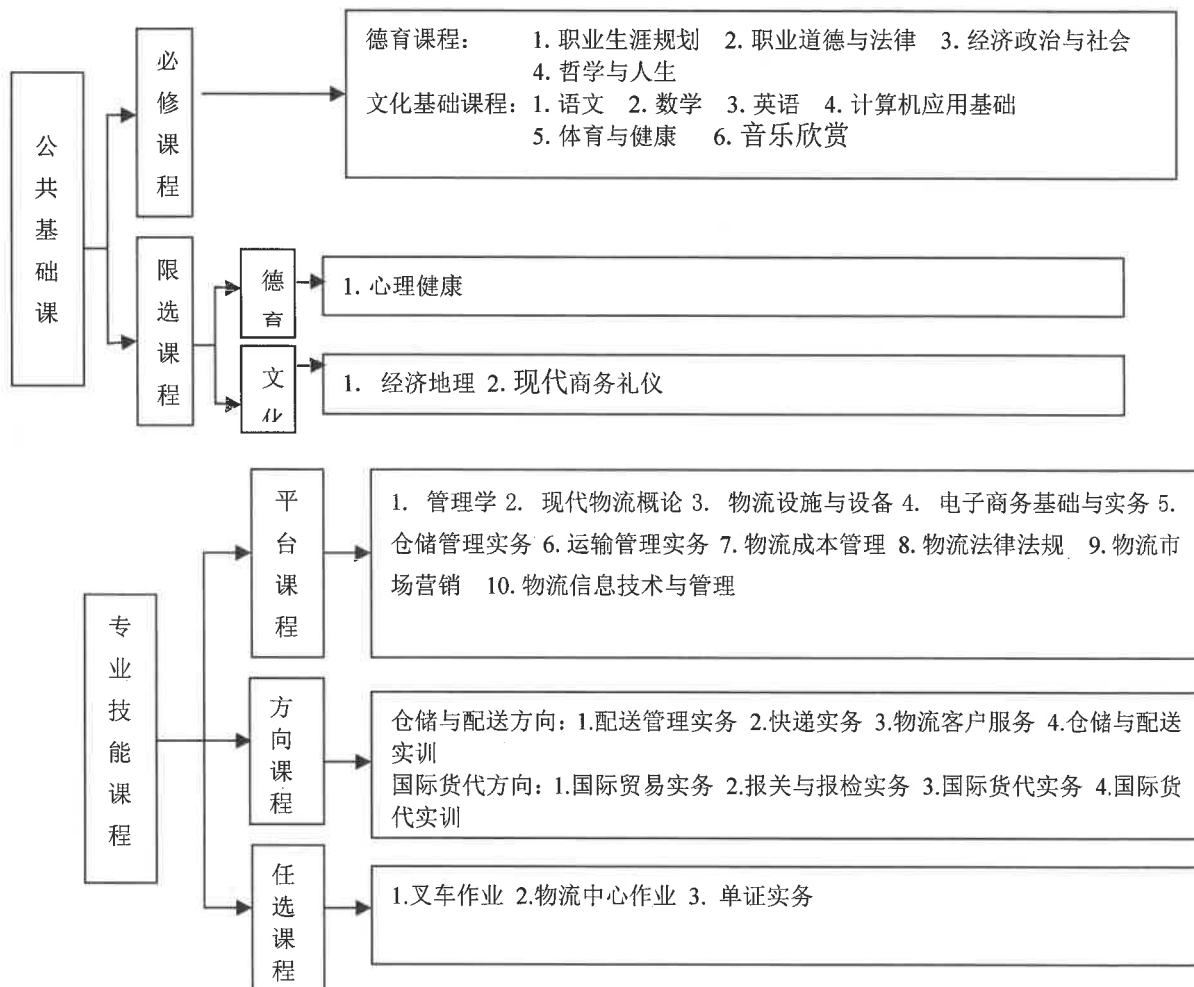 公共基础课
必修课程
德育课程： 1. 职业生涯规划 2. 职业道德与法律 3. 经济政治与社会
4. 哲学与人生
文化基础课程：1. 语文 2. 数学 3. 英语 4. 计算机应用基础
5. 体育与健康 6. 音乐欣赏
限选课程
德育
1. 心理健康
文化
1. 经济地理 2. 现代商务礼仪
专业技能课程
平台课程
1. 管理学 2. 现代物流概论 3. 物流设施与设备 4. 电子商务基础与实务 5.
仓储管理实务 6. 运输管理实务 7. 物流成本管理 8. 物流法律法规 9. 物流市
场营销 10. 物流信息技术与管理
方向课程
仓储与配送方向：1.配送管理实务 2.快递实务 3.物流客户服务 4.仓储与配送
实训
国际货代方向：1.国际贸易实务 2.报关与报检实务 3.国际货代实务 4.国际货
代实训
任选课程
1.叉车作业 2.物流中心作业 3. 单证实务